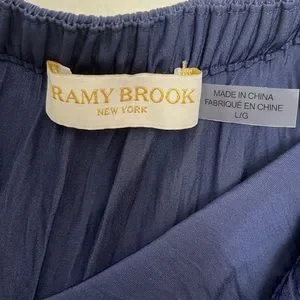 RAMY BROOK
NEW YORK
MADE IN CHINA
FABRIQUÉ EN CHINE
L/G